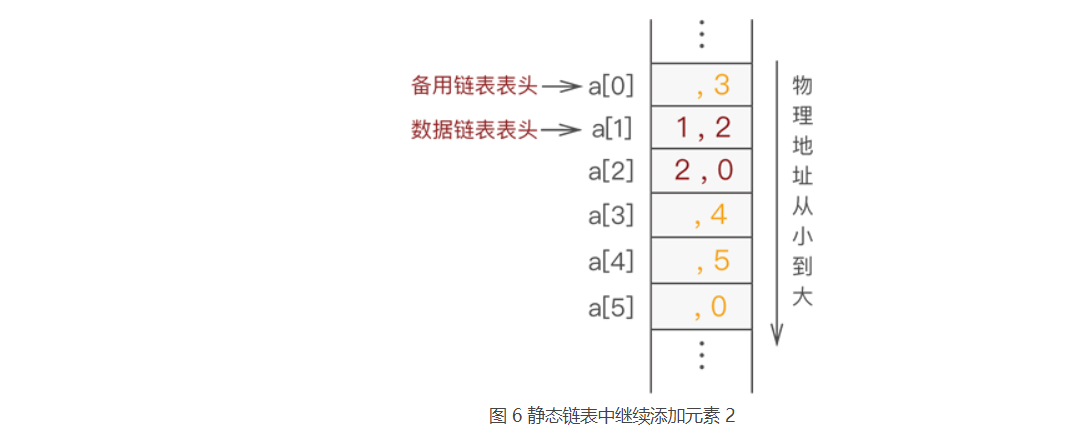 备用链表表头 a[0] , 3
数据链表表头 a[1] 1 , 2
a[2] 2 , 0
a[3] , 4
a[4] , 5
a[5] , 0
物理地址从小到大
图 6 静态链表中继续添加元素 2